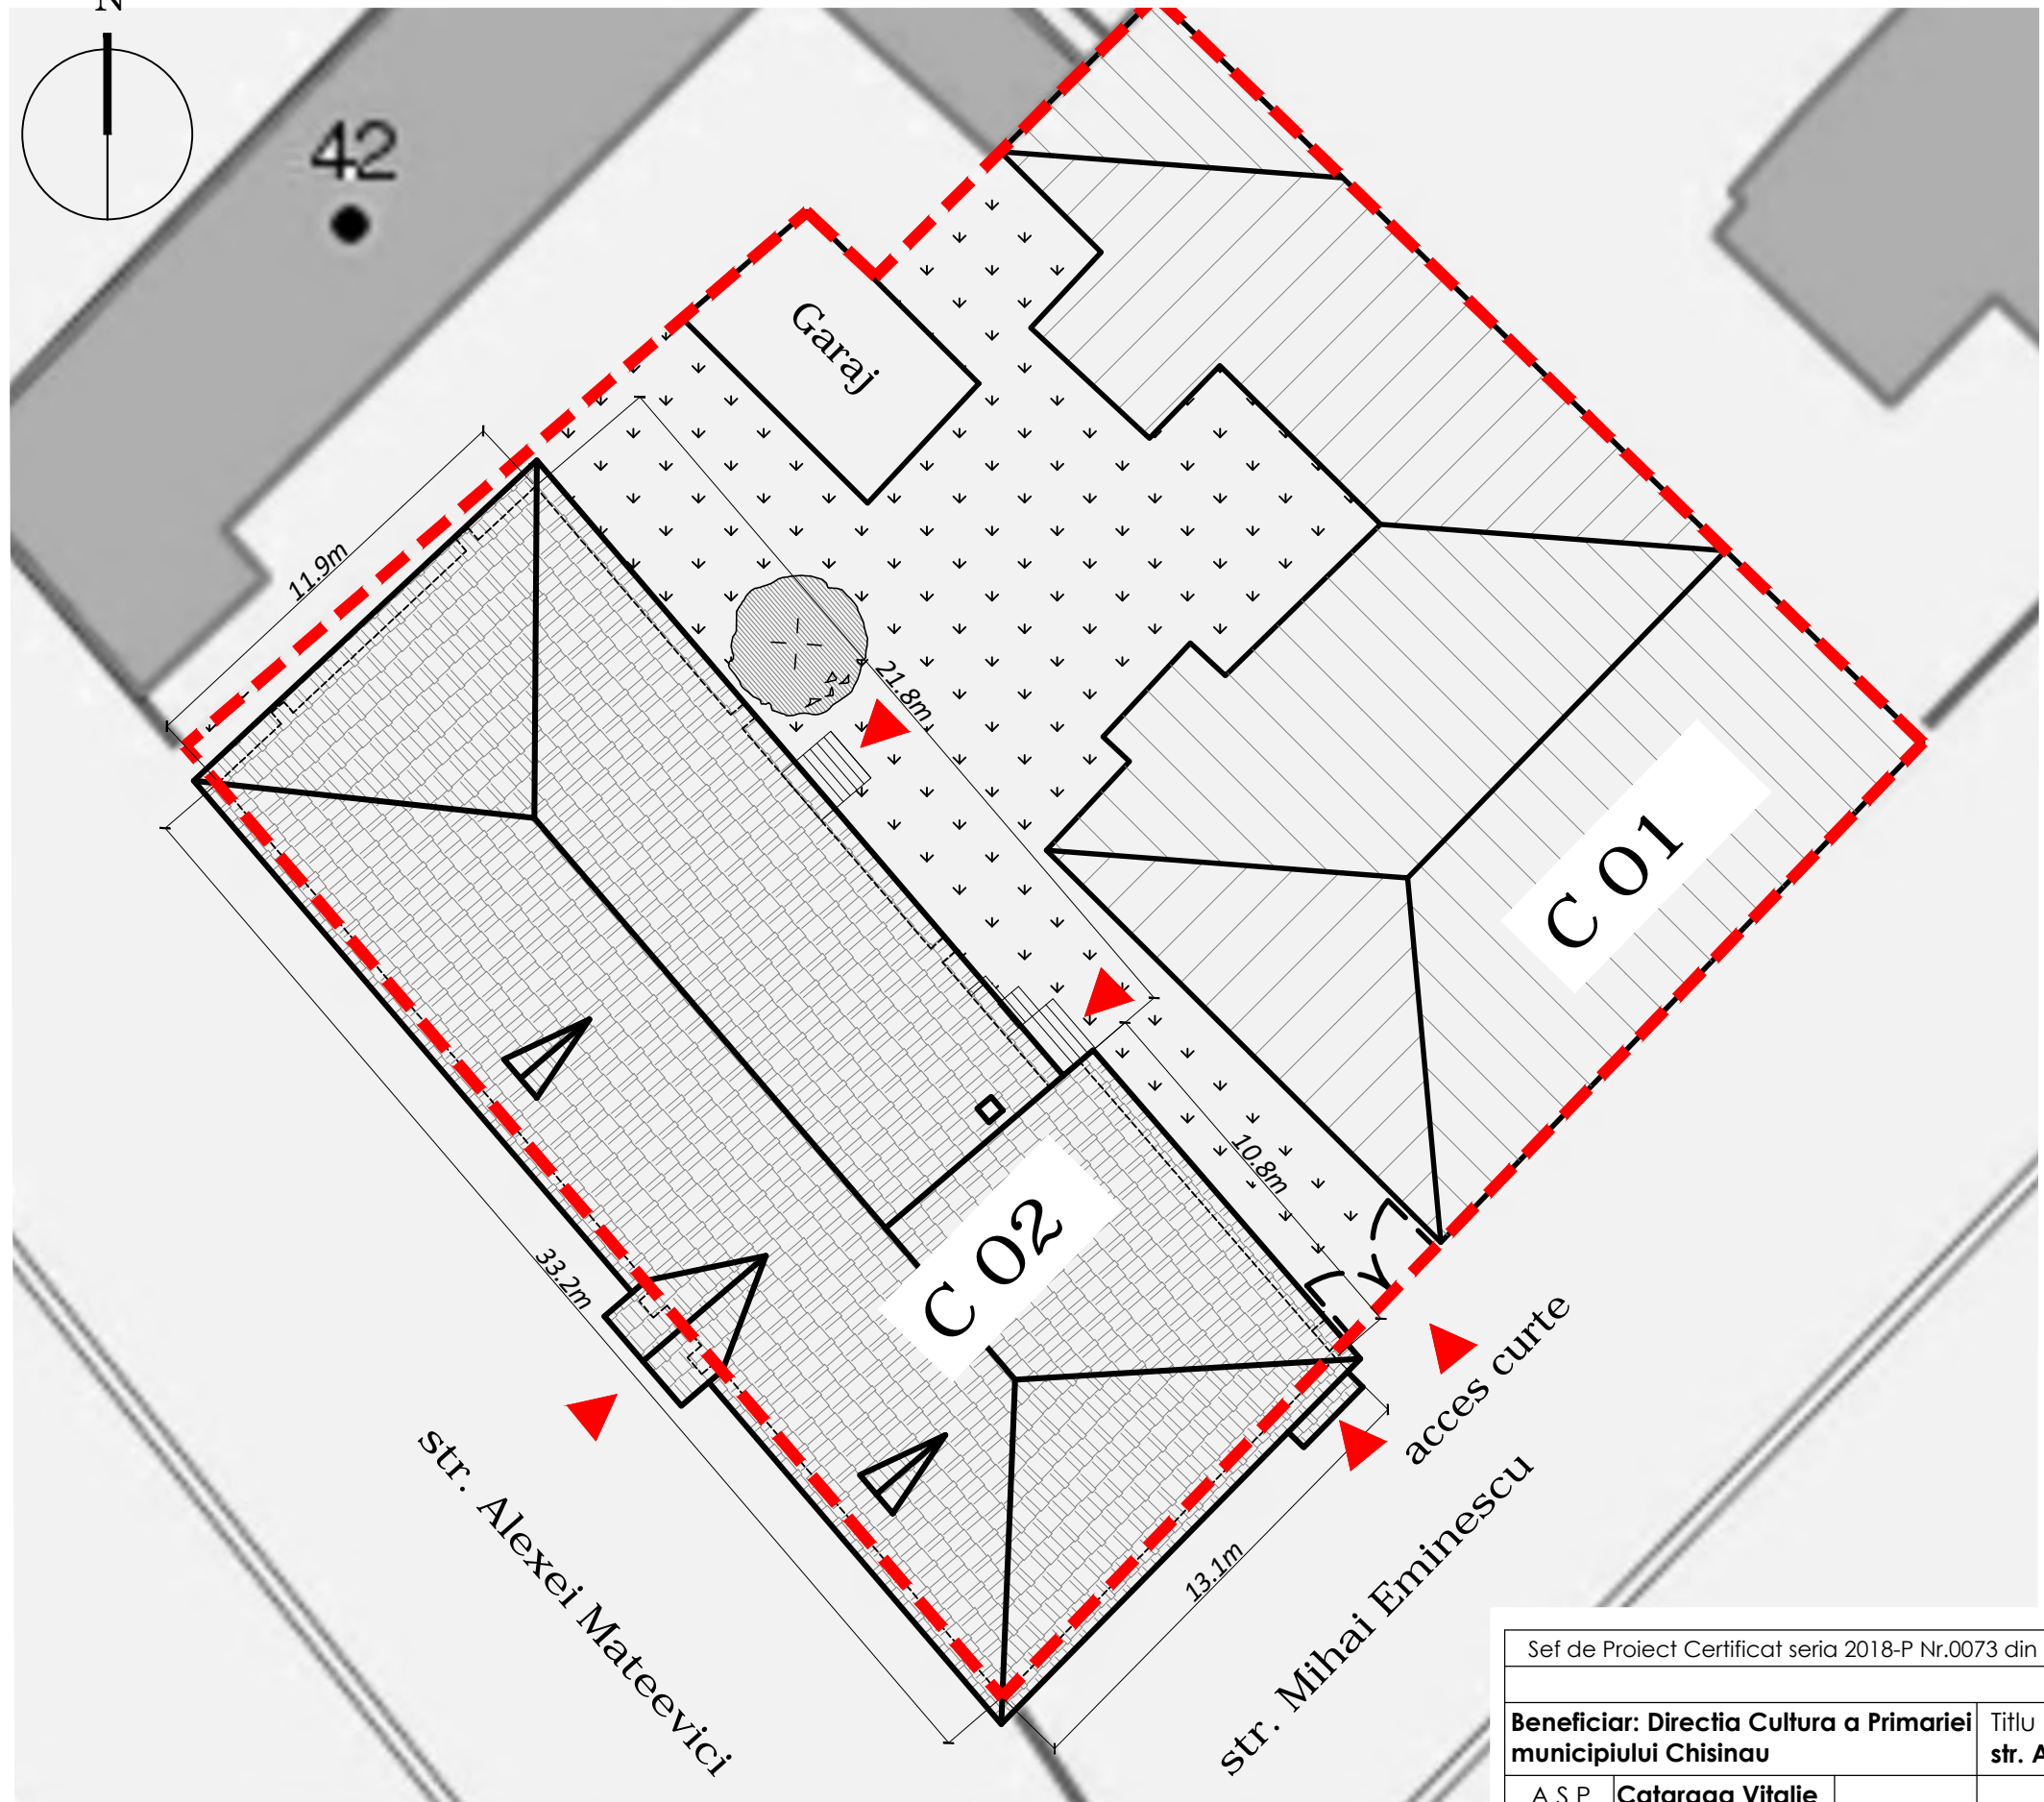 N
42
Garaj
11.9m
21.8m
C 01
10.8m
C 02
33.2m
acces curte
str. Alexei Mateevici
str. Mihai Eminescu
13.1m
Sef de Proiect Certificat seria 2018-P Nr.0073 din
Beneficiar: Directia Cultura a Primariei
municipiului Chisinau
Titlu
str. A
A.S.P.
Cataraga Vitalie